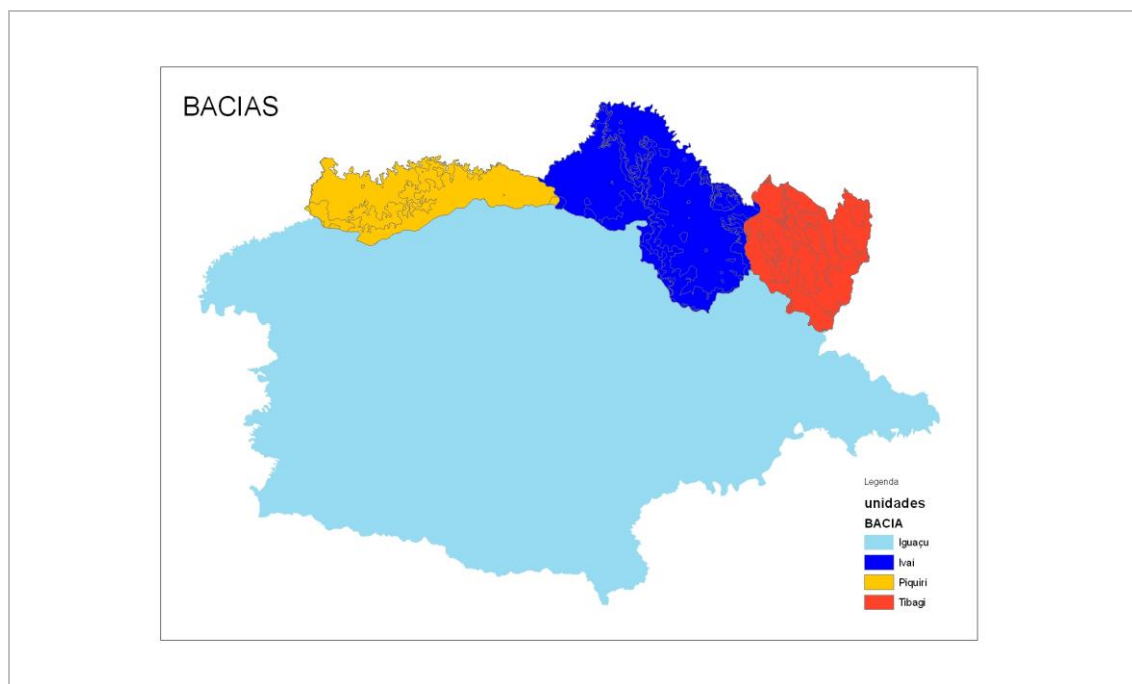 BACIAS
Legenda
unidades
BACIA
Iguaçu
Ivai
Piquiri
Tibagi